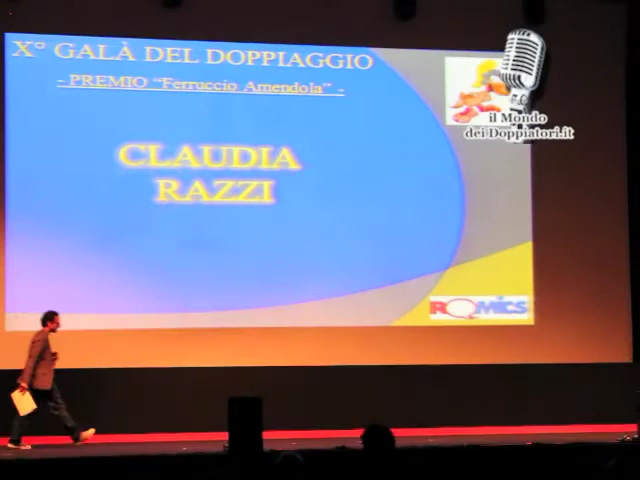 X° GALÀ DEL DOPPIAGGIO
- PREMIO "Ferruccio Amendola" -
CLAUDIA
RAZZI
il Mondo
dei Doppiatori.it
ROMICS